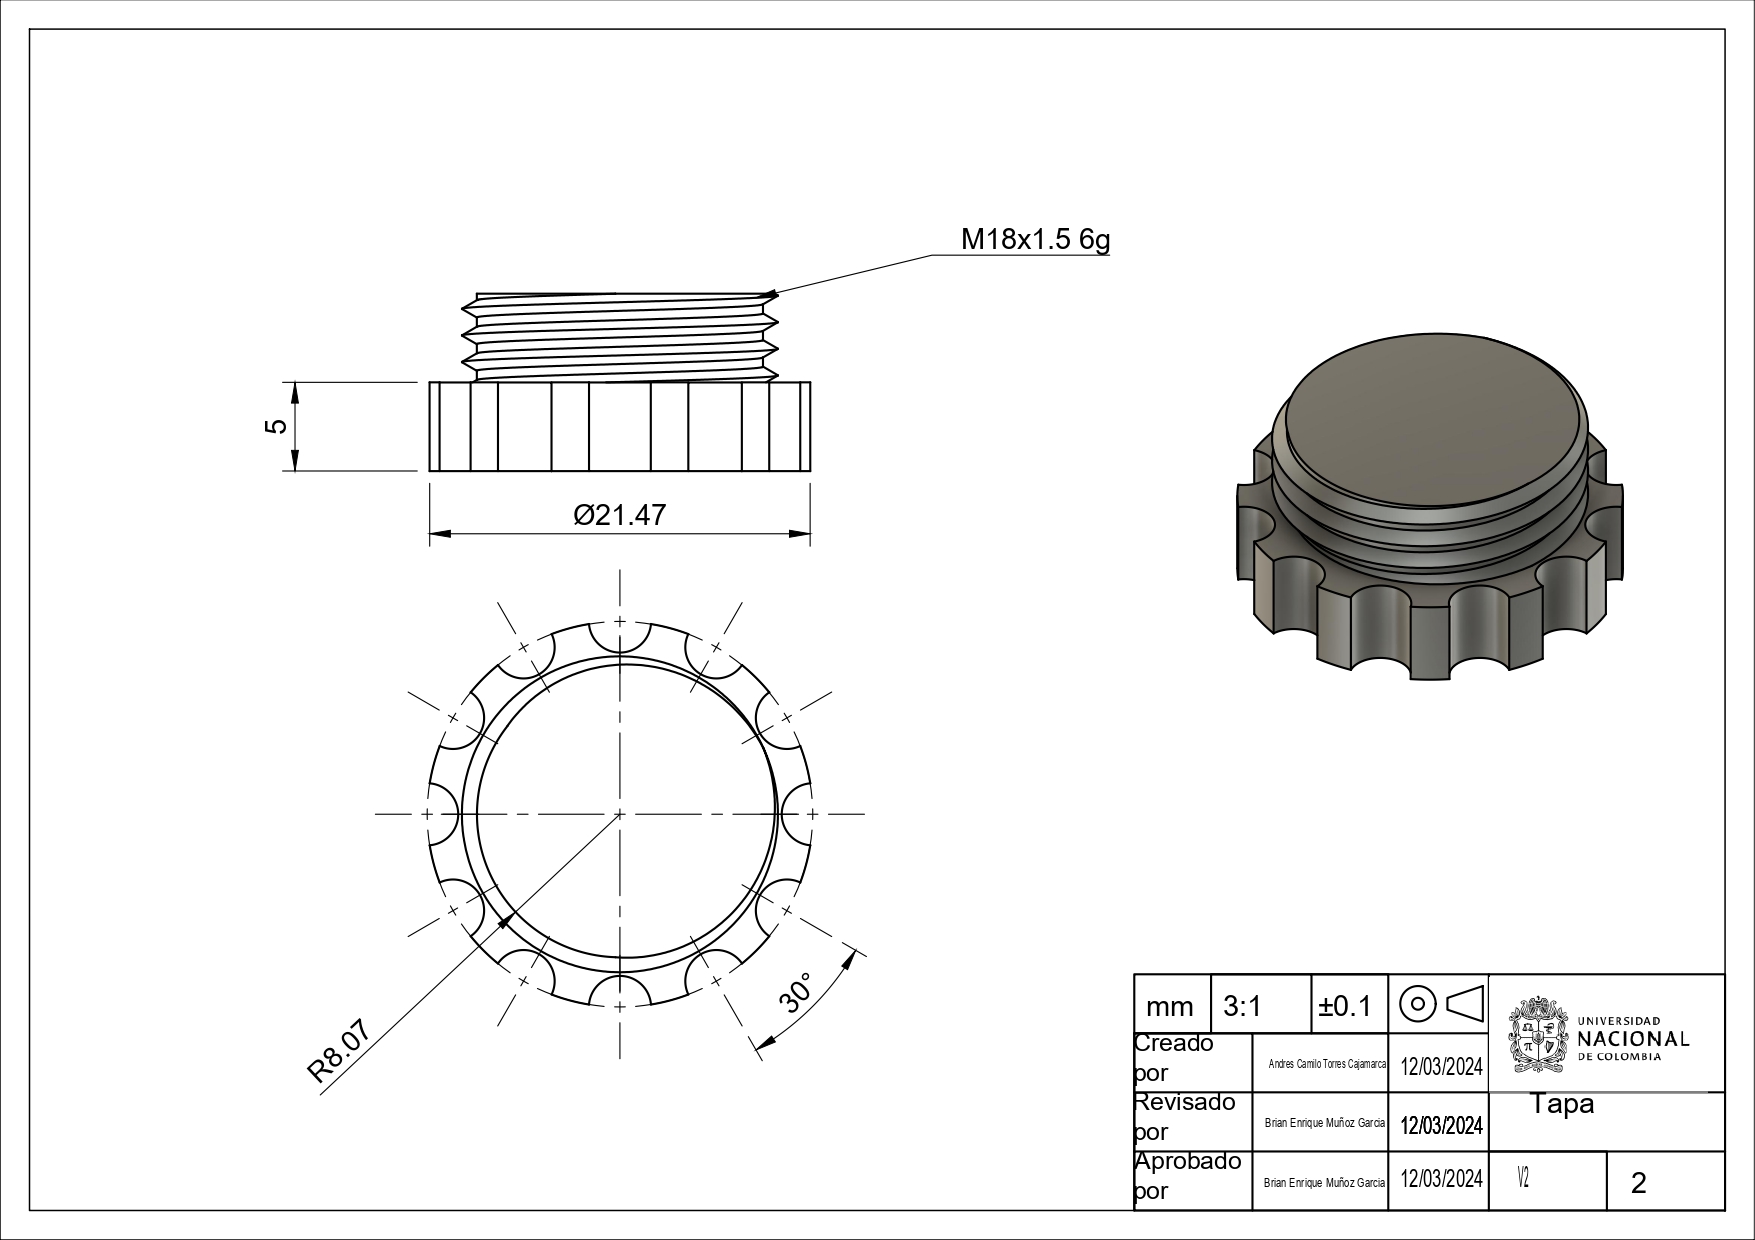 M18x1.5 6g
5
Ø21.47
30°
R8.07
mm
3:1
±0.1
UNIVERSIDAD
NACIONAL
DE COLOMBIA
Creado
por
Andres Camilo Torres Cajamarca
12/03/2024
Tapa
Revisado
por
Brian Enrique Muñoz Garcia
12/03/2024
Aprobado
por
Brian Enrique Muñoz Garcia
12/03/2024
V2
2